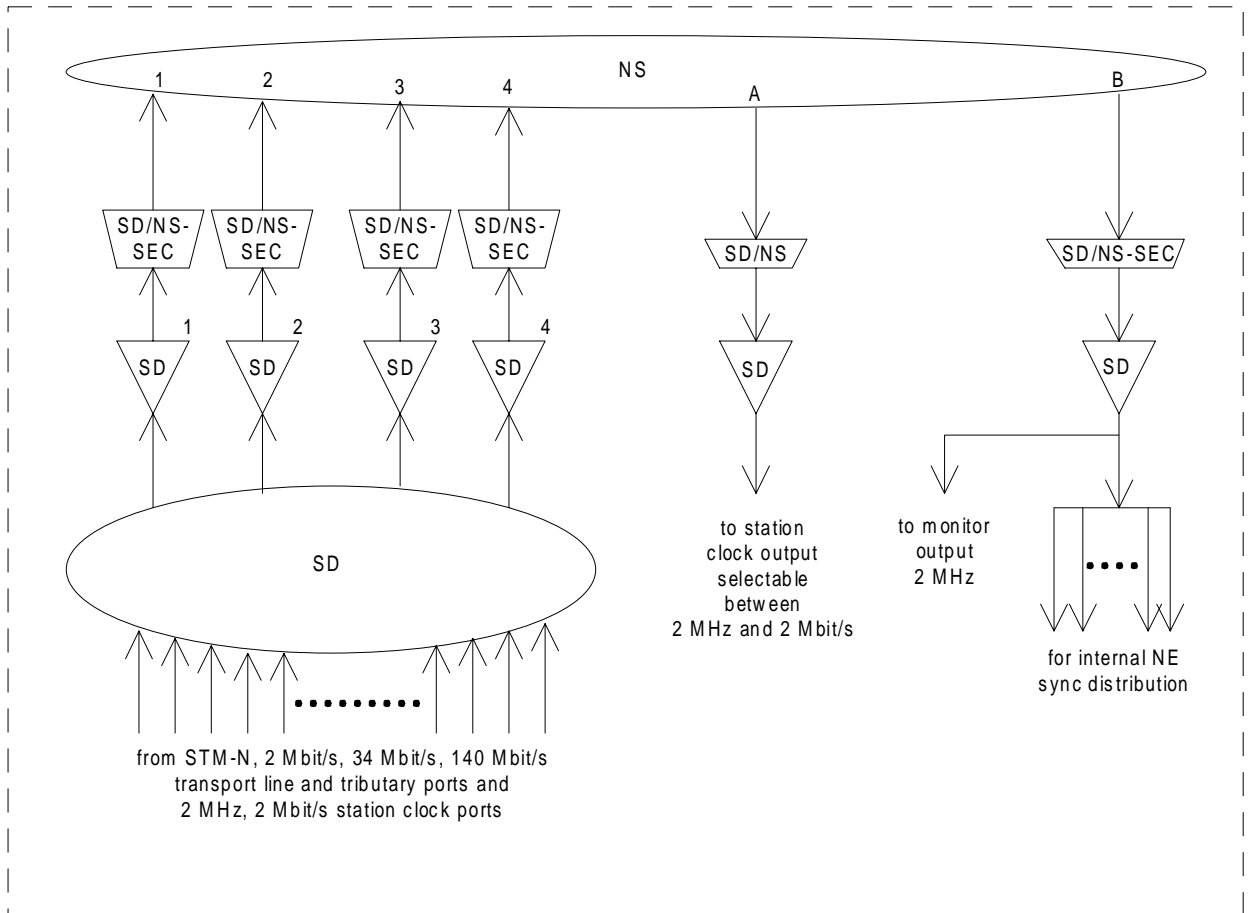 NS
1 2 3 4 A B
SD/NS- SD/NS- SD/NS- SD/NS-
SEC SEC SEC SEC
SD/NS SD/NS-SEC
1 2 3 4
SD SD SD SD SD SD
SD
to station
clock output
selectable
between
2 MHz and 2 Mbit/s
to monitor
output
2 MHz
for internal NE
sync distribution
from STM-N, 2 Mbit/s, 34 Mbit/s, 140 Mbit/s
transport line and tributary ports and
2 MHz, 2 Mbit/s station clock ports